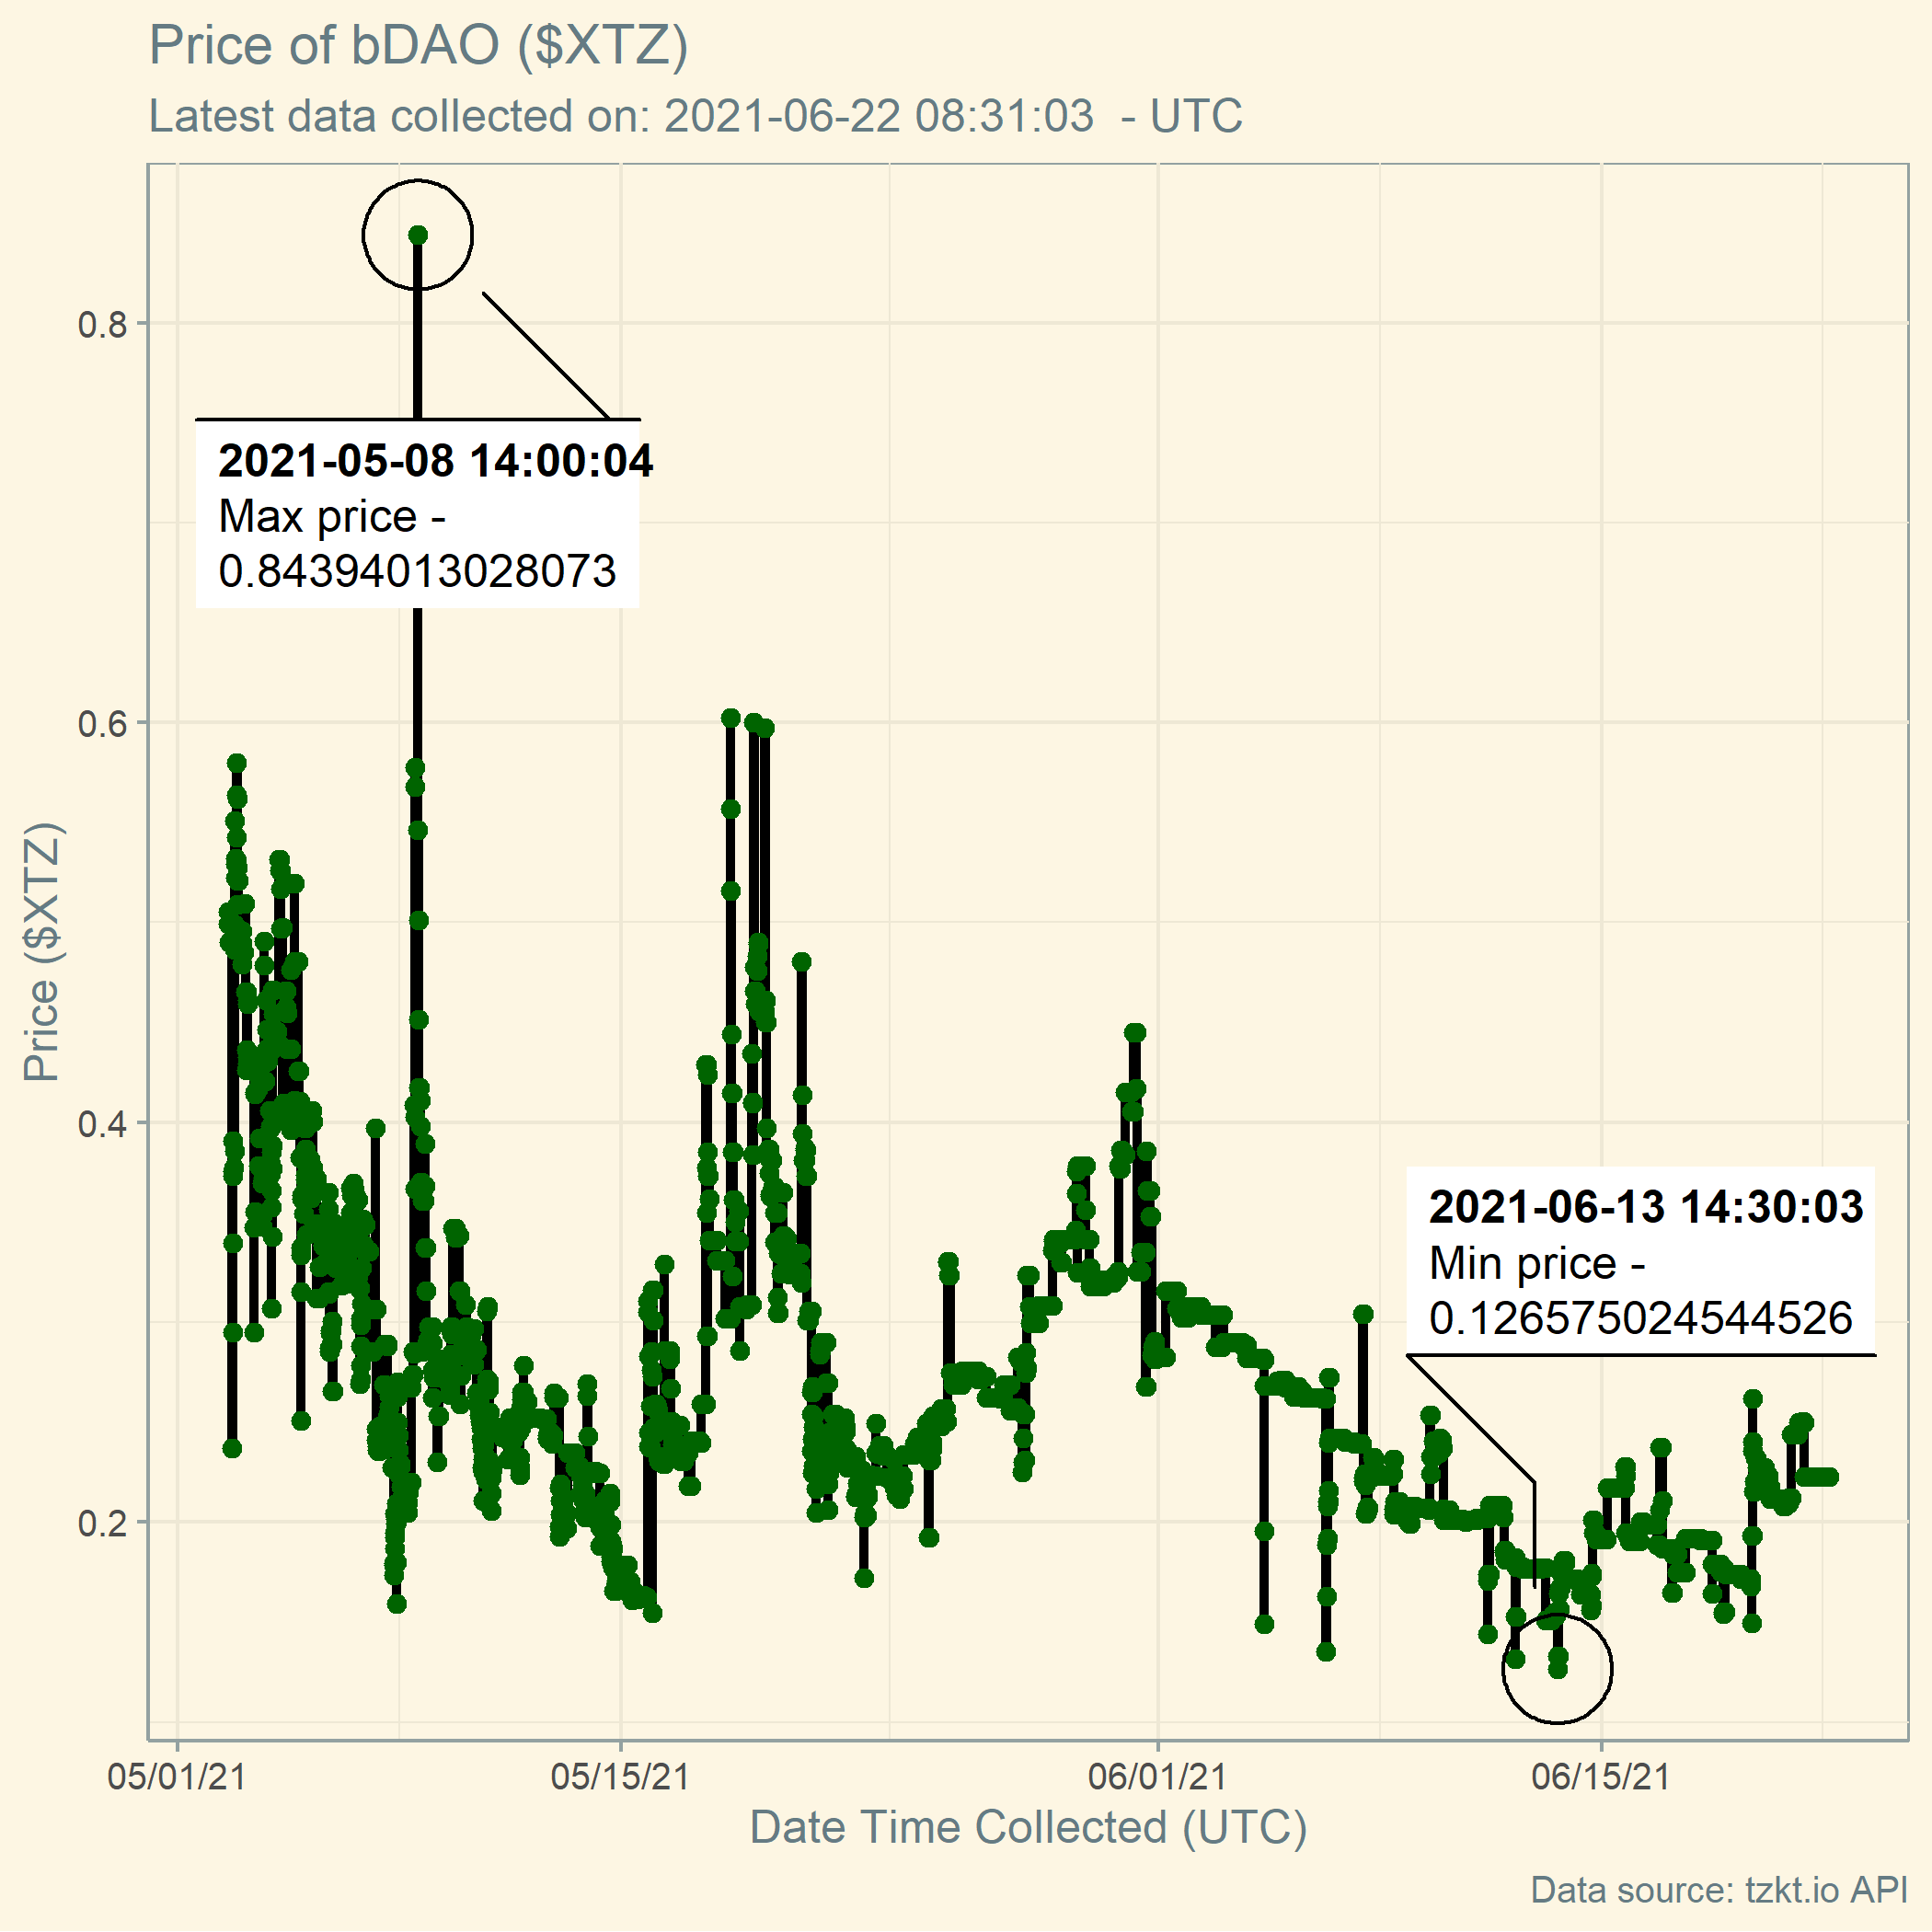 Price of bDAO ($XTZ)
Latest data collected on: 2021-06-22 08:31:03  - UTC
2021-05-08 14:00:04
Max price -
0.84394013028073
2021-06-13 14:30:03
Min price -
0.126575024544526
Price ($XTZ)
0.8
0.6
0.4
0.2
05/01/21
05/15/21
06/01/21
06/15/21
Date Time Collected (UTC)
Data source: tzkt.io API